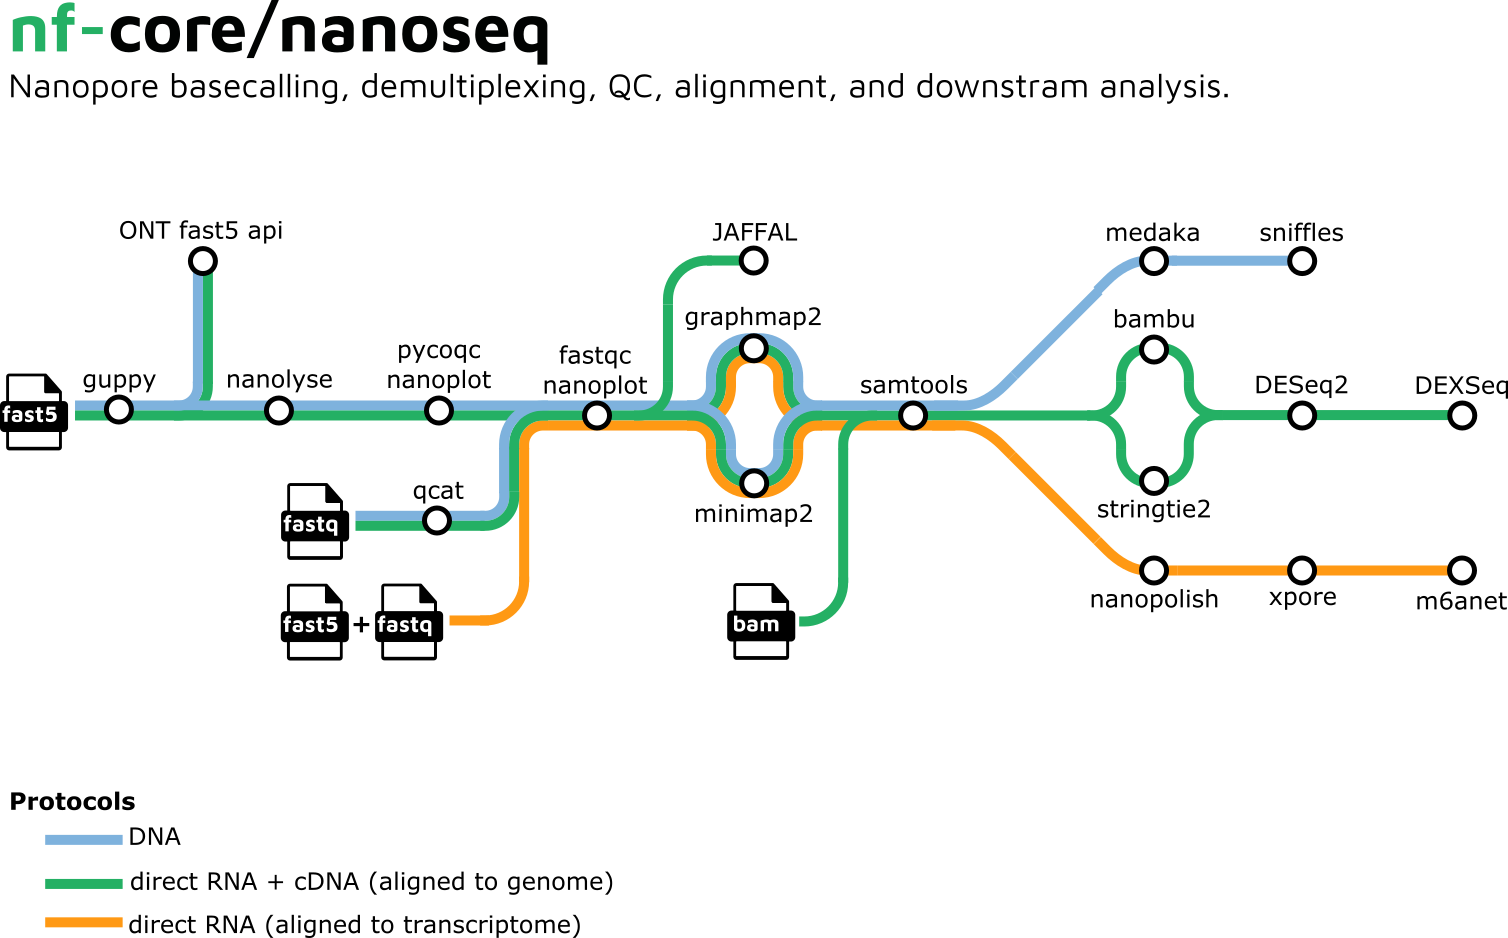 nf-core/nanoseq
Nanopore basecalling, demultiplexing, QC, alignment, and downstram analysis.
ONT fast5 api
JAFFAL
medaka
sniffles
graphmap2
bambu
pycoqc
nanoplot
fastqc
nanoplot
guppy
nanolyse
samtools
DESeq2
DEXSeq
fast5
qcat
fastq
minimap2
stringtie2
fast5
+
fastq
bam
nanopolish
xpore
m6anet
Protocols
DNA
direct RNA + cDNA (aligned to genome)
direct RNA (aligned to transcriptome)